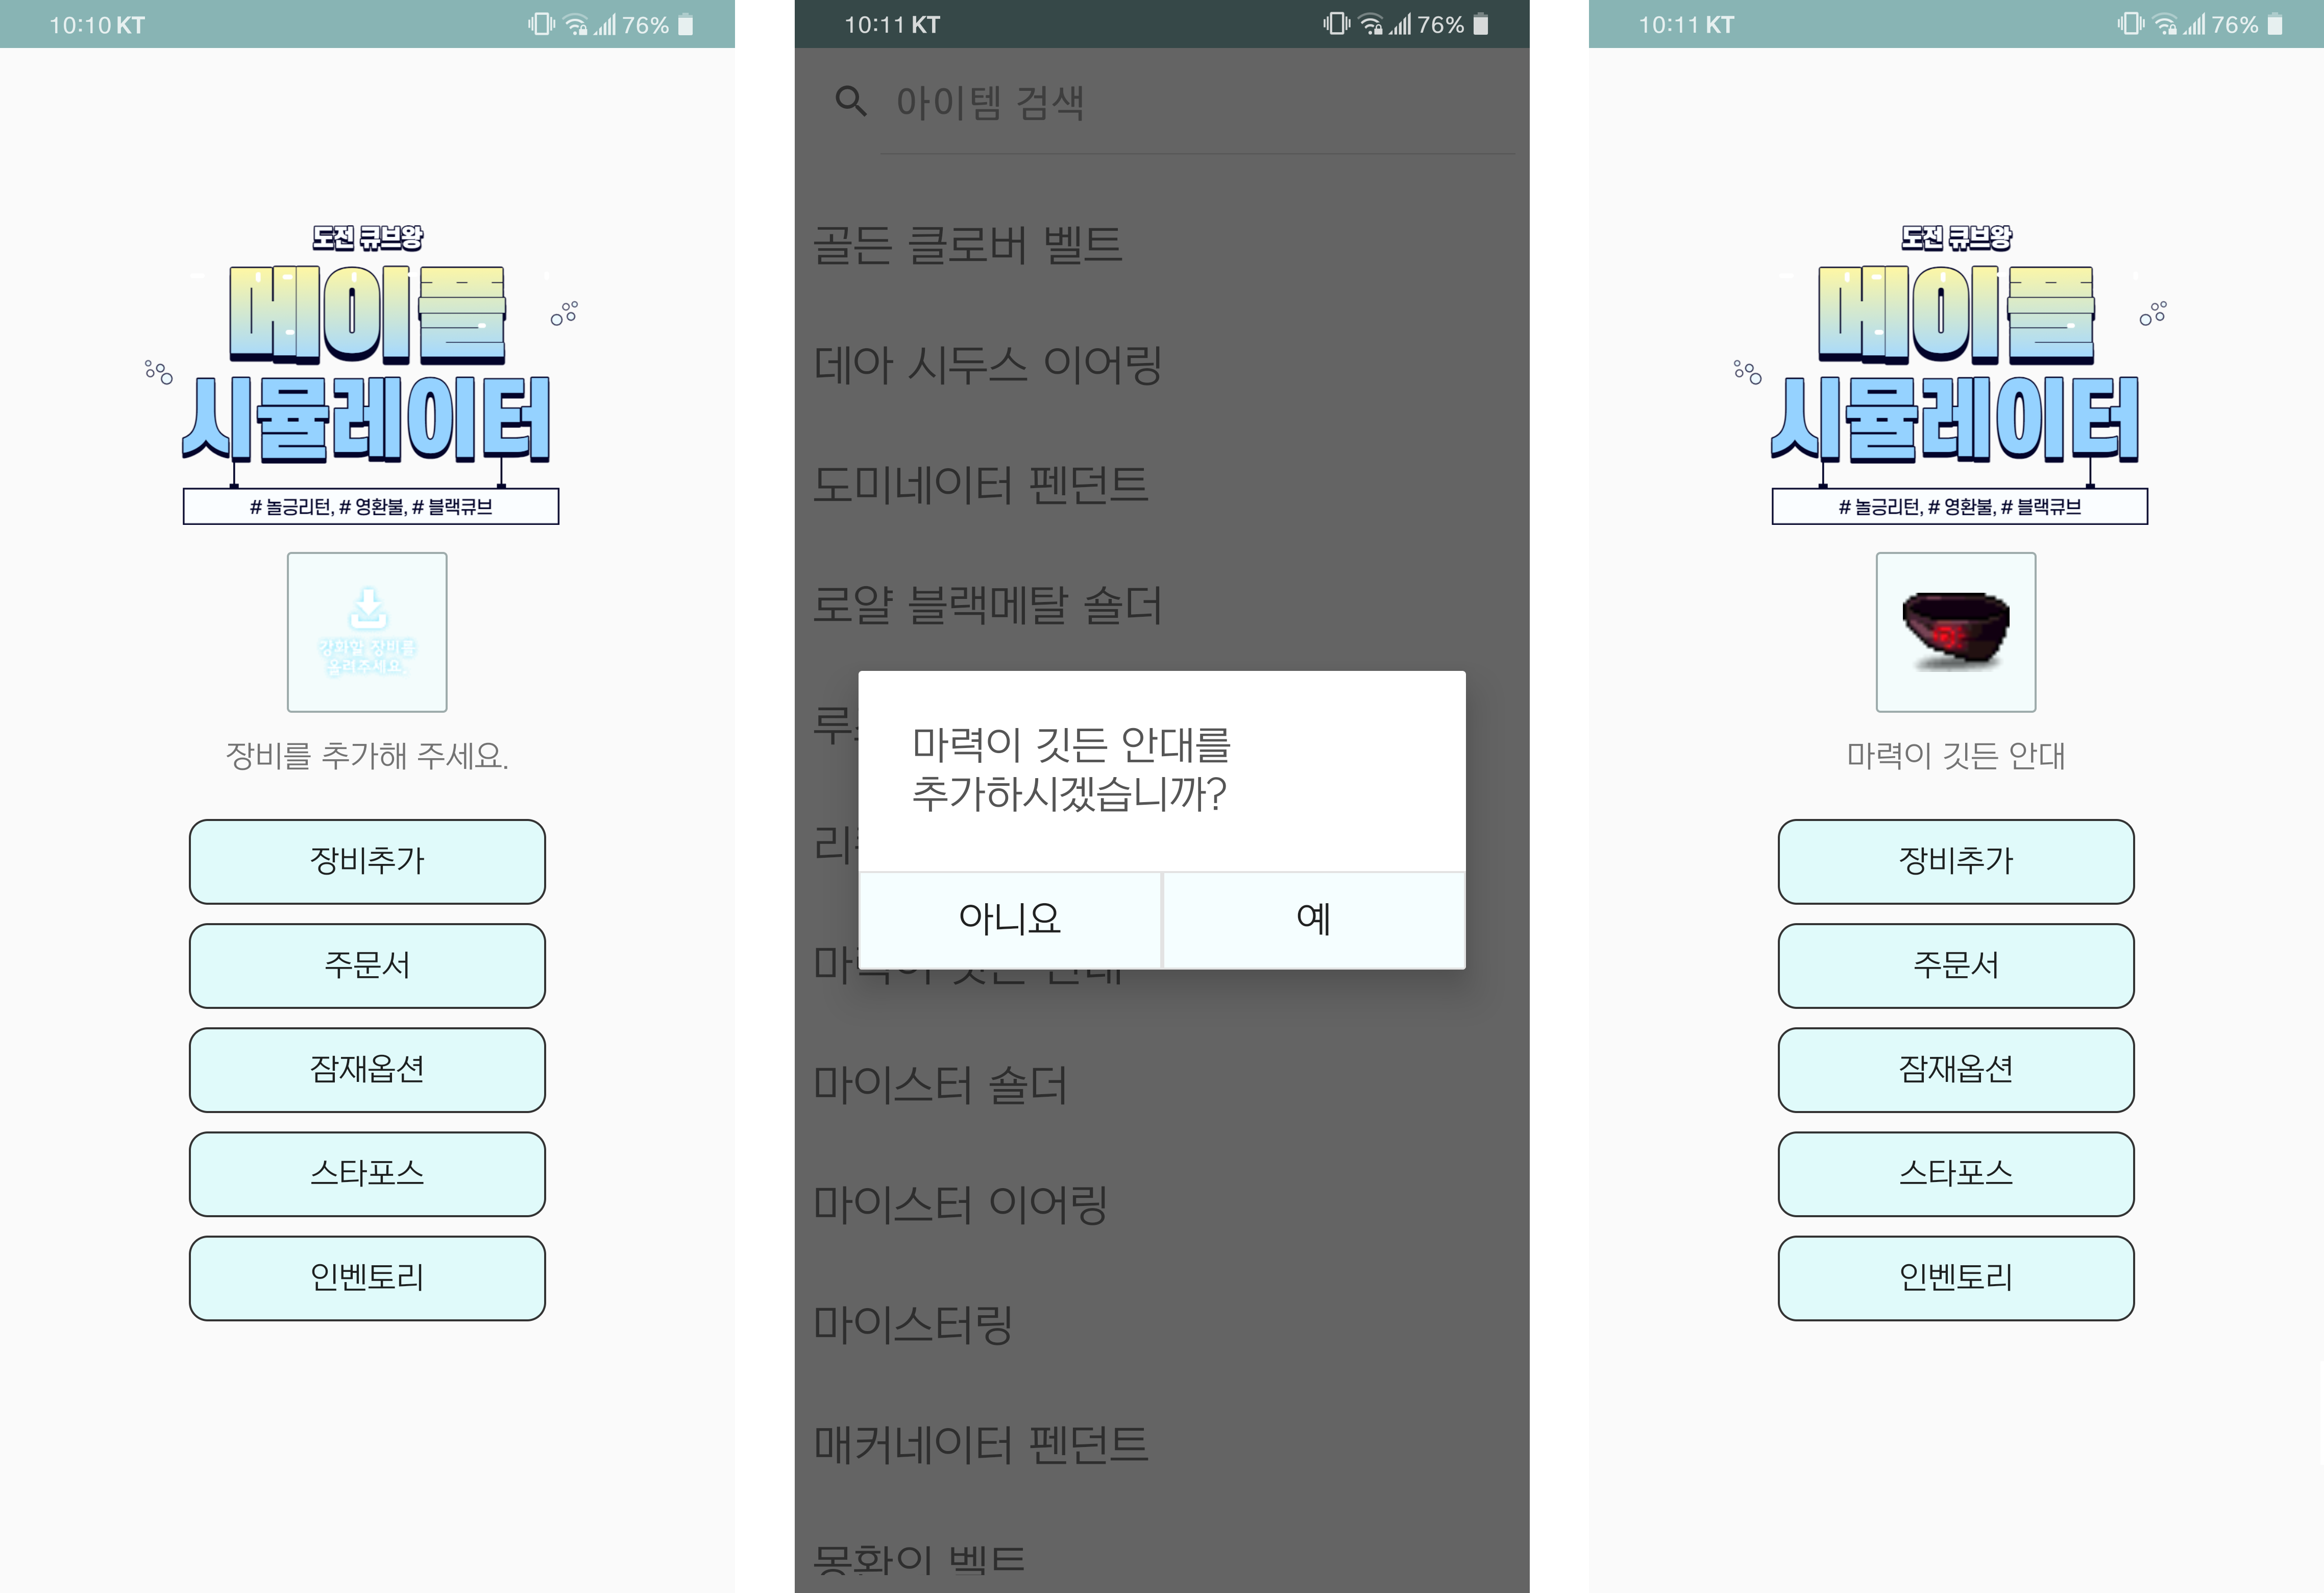 10:10 KT
76%
도전 큐브왕
메이플
시뮬레이터
# 놀긍리턴, # 영환불, # 블랙큐브
강화할 장비를
올려주세요.
장비를 추가해 주세요.
장비추가
주문서
잠재옵션
스타포스
인벤토리
10:11 KT
76%
아이템 검색
골든 클로버 벨트
데아 시두스 이어링
도미네이터 펜던트
로얄 블랙메탈 숄더
마력이 깃든 안대를
추가하시겠습니까?
아니요
예
마력이 깃든 안대
마이스터 숄더
마이스터 이어링
마이스터링
매커네이터 펜던트
몽환의 벨트
10:11 KT
76%
도전 큐브왕
메이플
시뮬레이터
# 놀긍리턴, # 영환불, # 블랙큐브
마력이 깃든 안대
장비추가
주문서
잠재옵션
스타포스
인벤토리